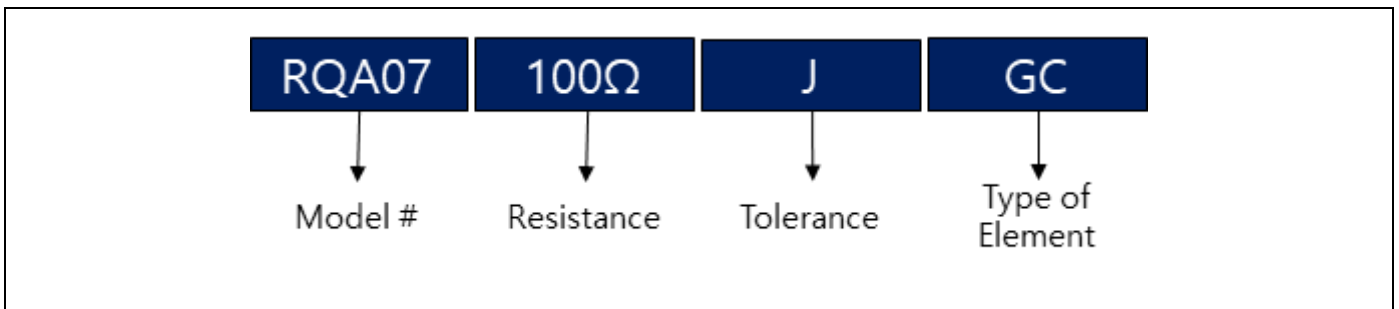 RQA07 100Ω J GC
Model # Resistance Tolerance Type of
Element